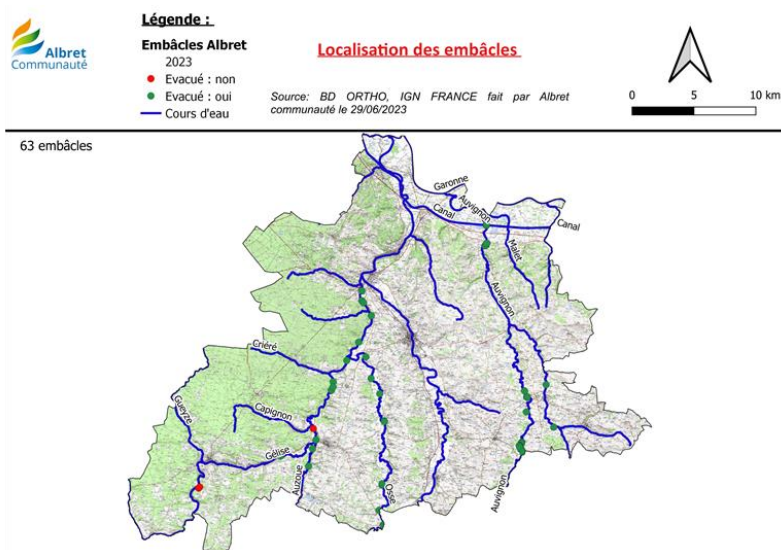 Albret
Communauté
Légende :
Embâcles Albret
2023
Evacué : non
Evacué : oui
Cours d'eau
Localisation des embâcles
Source: BD ORTHO, IGN FRANCE fait par Albret
communauté le 29/06/2023
0 5 10 km
63 embâcles
Garonne
Auvignon
Canal
Canal
Malet
Auvignon
Criéré
Gueyze
Capignon
Gélise
Auzoue
Osse
Auvignon